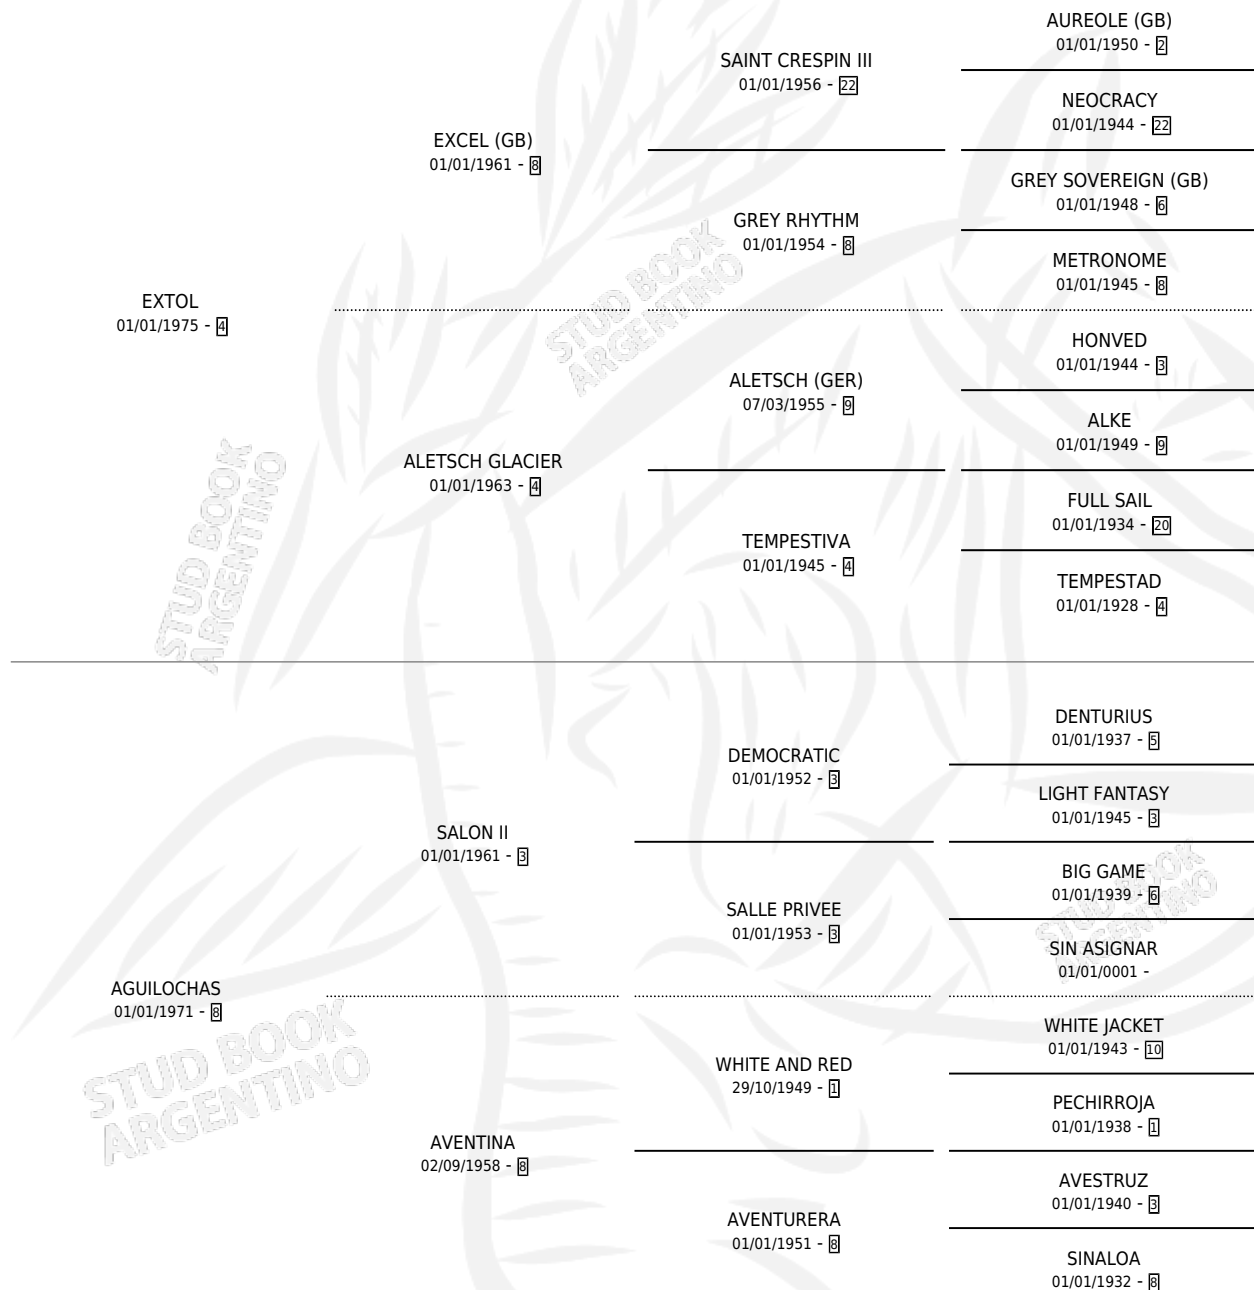 AUREOLE (GB)
01/01/1950 - 2
SAINT CRESPIN III
01/01/1956 - 22
NEOCRACY
01/01/1944 - 22
EXCEL (GB)
01/01/1961 - 8
GREY SOVEREIGN (GB)
01/01/1948 - 6
GREY RHYTHM
01/01/1954 - 8
METRONOME
01/01/1945 - 8
EXTOL
01/01/1975 - 4
STUD BOOK
ARGENTINO
HONVED
01/01/1944 - 3
ALETSCH (GER)
07/03/1955 - 9
ALKE
01/01/1949 - 9
ALETSCH GLACIER
01/01/1963 - 4
FULL SAIL
01/01/1934 - 20
TEMPESTIVA
01/01/1945 - 4
TEMPESTAD
01/01/1928 - 4
STUD BOOK
ARGENTINO
DENTURIUS
01/01/1937 - 5
DEMOCRATIC
01/01/1952 - 3
LIGHT FANTASY
01/01/1945 - 3
SALON II
01/01/1961 - 3
BIG GAME
01/01/1939 - 6
SALLE PRIVEE
01/01/1953 - 3
STUD BOOK
ARGENTINO
SIN ASIGNAR
01/01/0001 -
AGUILOCHAS
01/01/1971 - 8
STUD BOOK
ARGENTINO
WHITE JACKET
01/01/1943 - 10
WHITE AND RED
29/10/1949 - 1
PECHIRROJA
01/01/1938 - 1
AVENTINA
02/09/1958 - 8
AVESTRUZ
01/01/1940 - 3
AVENTURERA
01/01/1951 - 8
SINALOA
01/01/1932 - 8